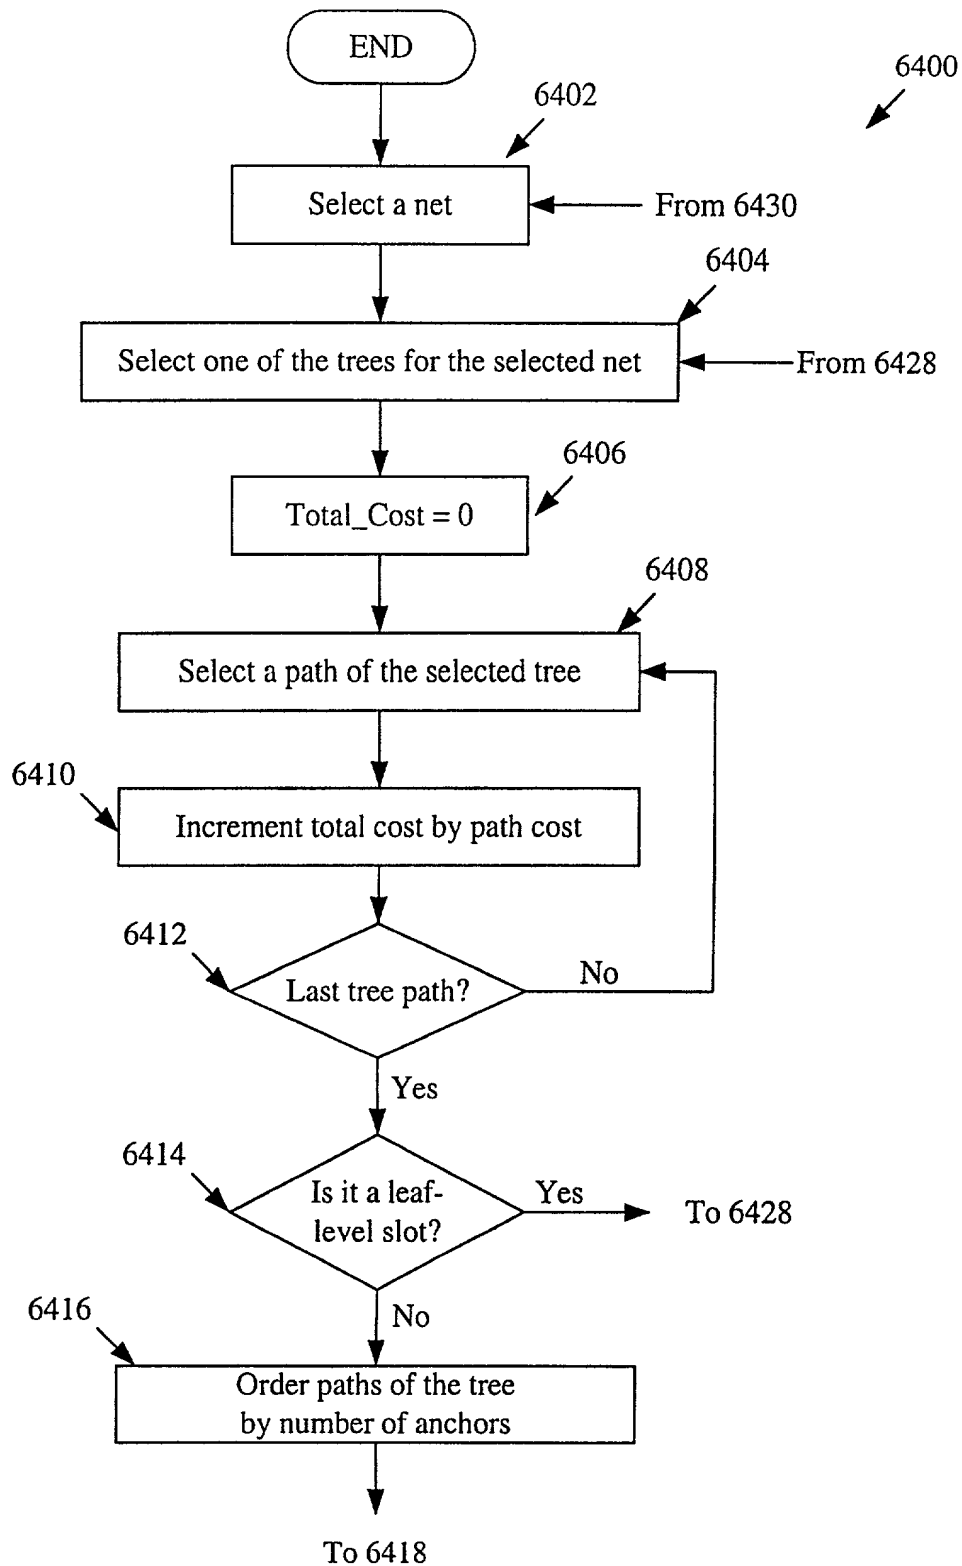 END
6400
6402
Select a net
From 6430
6404
Select one of the trees for the selected net
From 6428
6406
Total_Cost = 0
6408
Select a path of the selected tree
6410
Increment total cost by path cost
6412
Last tree path?
No
Yes
6414
Is it a leaf-
level slot?
Yes
To 6428
No
6416
Order paths of the tree
by number of anchors
To 6418